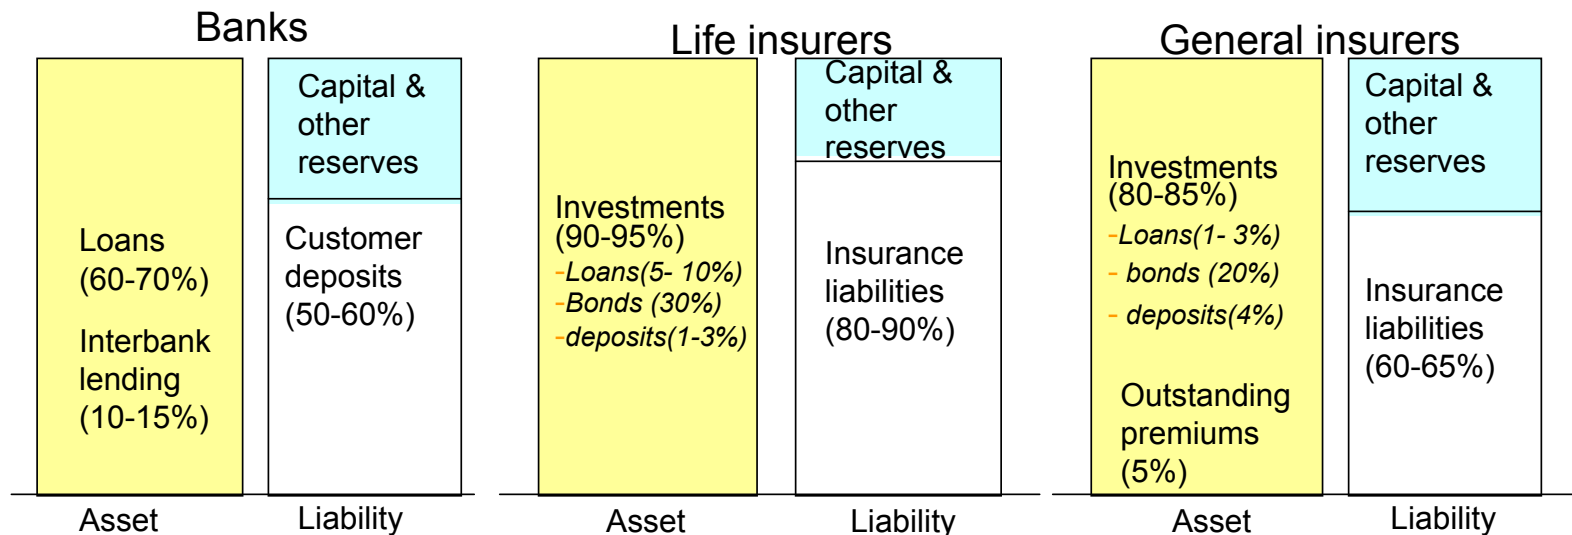 Banks
Life insurers
General insurers
Loans
(60-70%)
Interbank
lending
(10-15%)
Capital &
other
reserves
Customer
deposits
(50-60%)
Investments
(90-95%)
-Loans(5- 10%)
-Bonds (30%)
-deposits(1-3%)
Capital &
other
reserves
Insurance
liabilities
(80-90%)
Investments
(80-85%)
-Loans(1- 3%)
- bonds (20%)
- deposits(4%)
Outstanding
premiums
(5%)
Capital &
other
reserves
Insurance
liabilities
(60-65%)
Asset
Liability
Asset
Liability
Asset
Liability